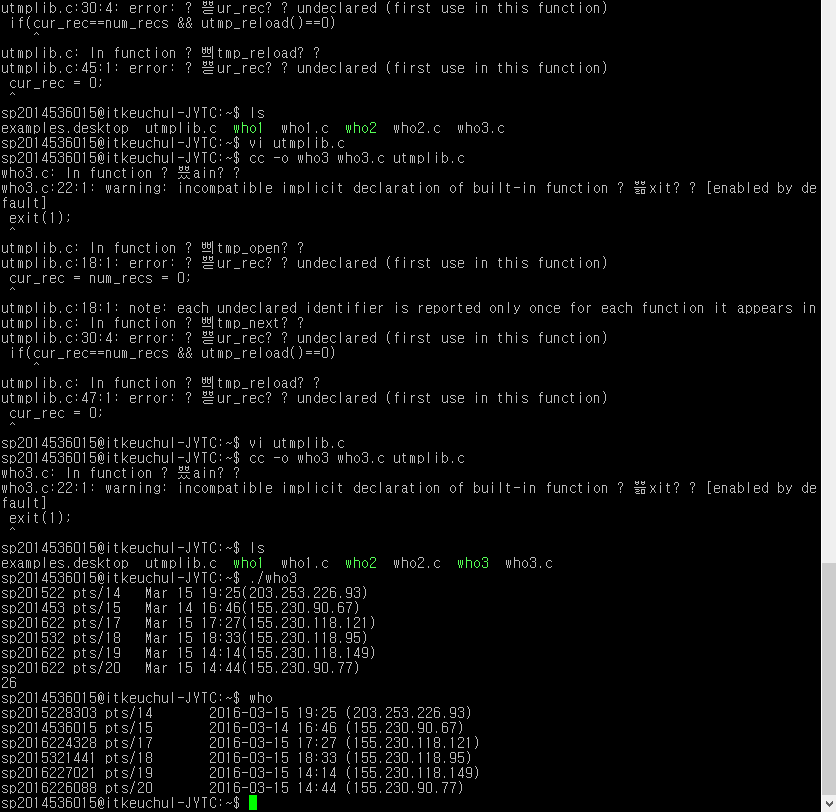 utmplib.c:30:4: error: ? 쁥ur_rec? ? undeclared (first use in this function)
 if(cur_rec==num_recs && utmp_reload()==0)
    ^
utmplib.c: In function ? 쁴tmp_reload? ?
utmplib.c:45:1: error: ? 쁥ur_rec? ? undeclared (first use in this function)
 cur_rec = 0;
 ^
sp2014536015@itkeuchul-JYTC:~$ ls
examples.desktop  utmplib.c  who1  who1.c  who2  who2.c  who3.c
sp2014536015@itkeuchul-JYTC:~$ vi utmplib.c
sp2014536015@itkeuchul-JYTC:~$ cc -o who3 who3.c utmplib.c
who3.c: In function ? 쁬ain? ?
who3.c:22:1: warning: incompatible implicit declaration of built-in function ? xit? ? [enabled by de
fault]
 exit(1);
 ^
utmplib.c: In function ? 쁴tmp_open? ?
utmplib.c:18:1: error: ? 쁥ur_rec? ? undeclared (first use in this function)
 cur_rec = num_recs = 0;
 ^
utmplib.c:18:1: note: each undeclared identifier is reported only once for each function it appears in
utmplib.c: In function ? 쁴tmp_next? ?
utmplib.c:30:4: error: ? 쁥ur_rec? ? undeclared (first use in this function)
 if(cur_rec==num_recs && utmp_reload()==0)
    ^
utmplib.c: In function ? 쁴tmp_reload? ?
utmplib.c:47:1: error: ? 쁥ur_rec? ? undeclared (first use in this function)
 cur_rec = 0;
 ^
sp2014536015@itkeuchul-JYTC:~$ vi utmplib.c
sp2014536015@itkeuchul-JYTC:~$ cc -o who3 who3.c utmplib.c
who3.c: In function ? 쁬ain? ?
who3.c:22:1: warning: incompatible implicit declaration of built-in function ? xit? ? [enabled by de
fault]
 exit(1);
 ^
sp2014536015@itkeuchul-JYTC:~$ ls
examples.desktop  utmplib.c  who1  who1.c  who2  who2.c  who3  who3.c
sp2014536015@itkeuchul-JYTC:~$ ./who3
sp201522 pts/14   Mar 15 19:25(203.253.226.93)
sp201453 pts/15   Mar 14 16:46(155.230.90.67)
sp201622 pts/17   Mar 15 17:27(155.230.118.121)
sp201532 pts/18   Mar 15 18:33(155.230.118.95)
sp201622 pts/19   Mar 15 14:14(155.230.118.149)
sp201622 pts/20   Mar 15 14:44(155.230.90.77)
26
sp2014536015@itkeuchul-JYTC:~$ who
sp2015228303 pts/14       2016-03-15 19:25 (203.253.226.93)
sp2014536015 pts/15       2016-03-14 16:46 (155.230.90.67)
sp2016224328 pts/17       2016-03-15 17:27 (155.230.118.121)
sp2015321441 pts/18       2016-03-15 18:33 (155.230.118.95)
sp2016227021 pts/19       2016-03-15 14:14 (155.230.118.149)
sp2016226088 pts/20       2016-03-15 14:44 (155.230.90.77)
sp2014536015@itkeuchul-JYTC:~$